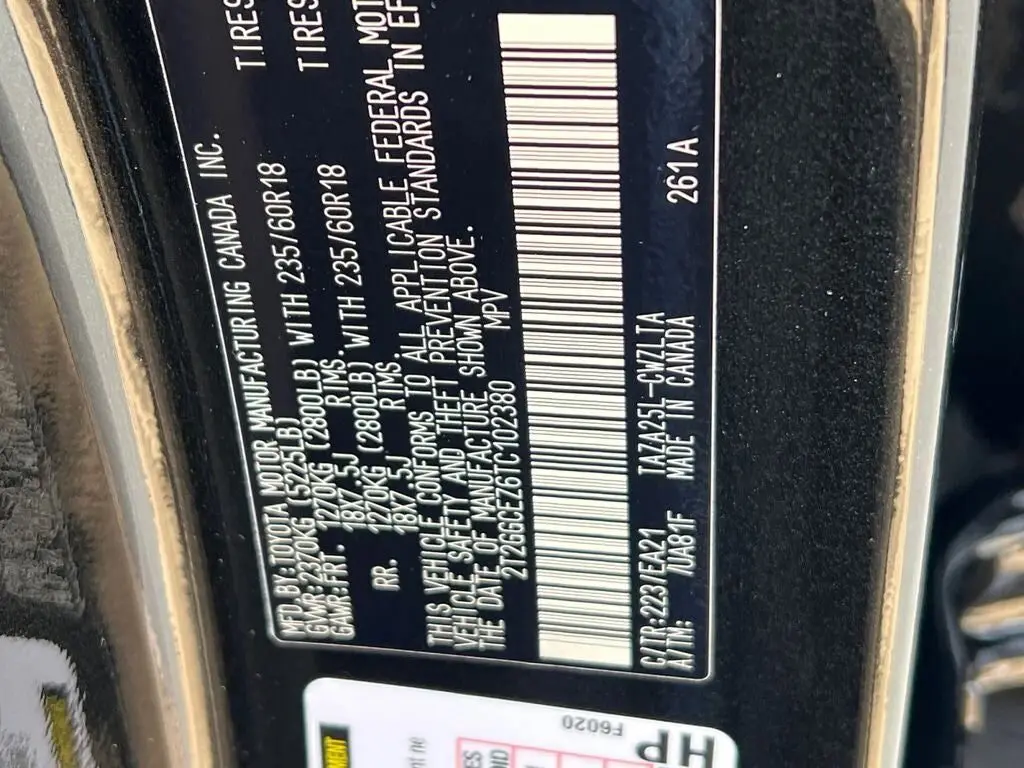 MFD.BY:TOYOTA MOTOR MANUFACTURING CANADA INC.
GVWR:2370KG (5225LB)
GAWR:FRT. 1270KG (2800LB) WITH 235/60R18 TIRES
18X7.5J RIMS.
RR. 1270KG (2800LB) WITH 235/60R18 TIRES
18X7.5J RIMS.
THIS VEHICLE CONFORMS TO ALL APPLICABLE FEDERAL MOT
VEHICLE SAFETY AND THEFT PREVENTION STANDARDS IN EF
THE DATE OF MANUFACTURE SHOWN ABOVE.
2T2GGCEZ6TC102380 MPV
C/TR:223/EA21 TAZA25L-CWZLTA 261A
A/TM: /UA81F MADE IN CANADA
F6020
HP